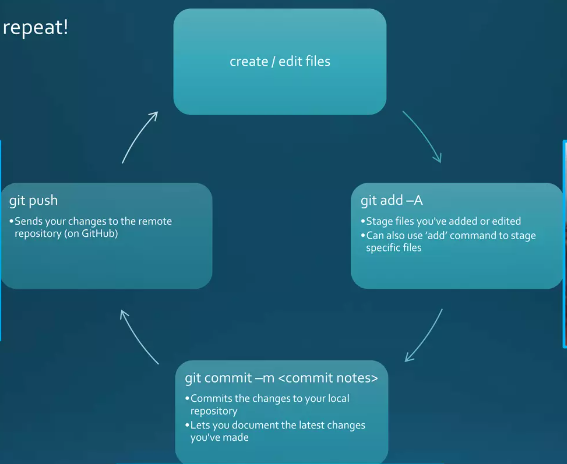 repeat!
create / edit files
git add –A
•Stage files you've added or edited
•Can also use 'add' command to stage
specific files
git commit –m <commit notes>
•Commits the changes to your local
repository
•Lets you document the latest changes
you've made
git push
•Sends your changes to the remote
repository (on GitHub)